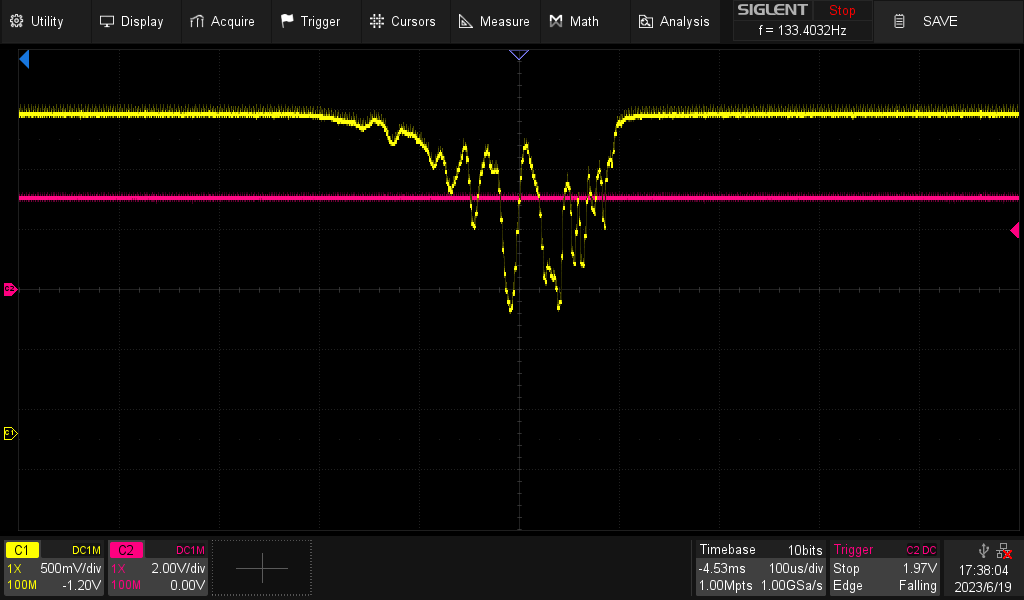 Utility Display Acquire Trigger Cursors Measure Math Analysis SIGLENT Stop SAVE
f = 133.4032Hz
C2
C1
C1 DC1M C2 DC1M Timebase 10bits Trigger C2 DC
1X 500mV/div 1X 2.00V/div -4.53ms 100us/div Stop 1.97V 17:38:04
100M -1.20V 100M 0.00V 1.00Mpts 1.00GSa/s Edge Falling 2023/6/19